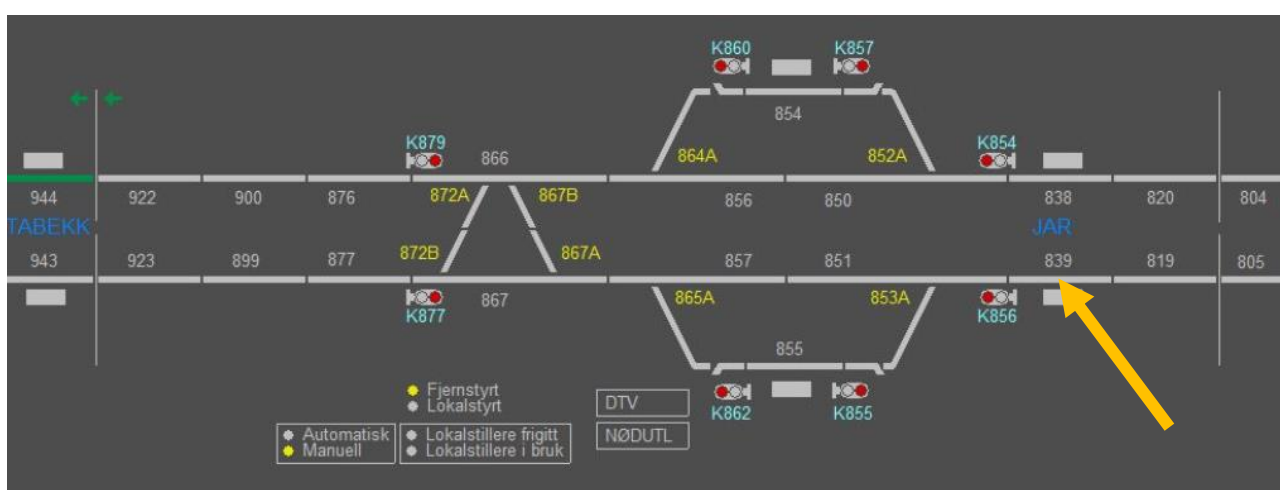 K860 K857
854
K879 866 864A 852A K854
944 922 900 876 872A 867B 856 850 838 820 804
TABEKK JAR
943 923 899 877 872B 867A 857 851 839 819 805
K877 867 865A 853A K856
855
Fjernstyrt
Lokalstyrt
DTV K862 K855
Automatisk Lokalstillere frigitt NØDUTL
Manuell Lokalstillere i bruk